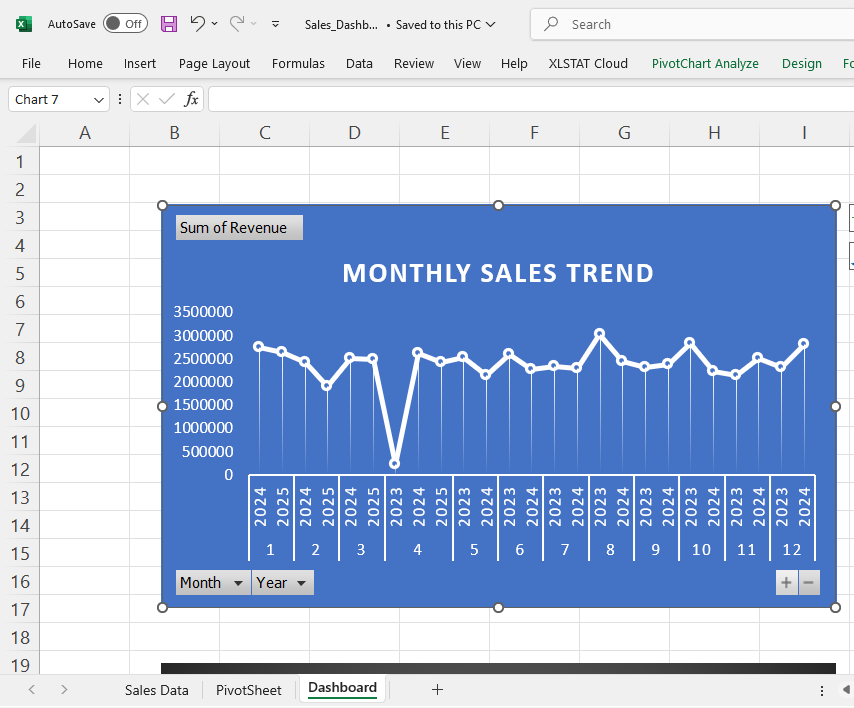 AutoSave Off Sales_Dashb... • Saved to this PC Search
File Home Insert Page Layout Formulas Data Review View Help XLSTAT Cloud PivotChart Analyze Design Fo
Chart 7 fx
A B C D E F G H I
1
2
3
4
5
6
7
8
9
10
11
12
13
14
15
16
17
18
19
Sum of Revenue
MONTHLY SALES TREND
3500000
3000000
2500000
2000000
1500000
1000000
500000
0
2024 2025 2024 2025 2024 2025 2023 2024 2025 2023 2024 2023 2024 2023 2024 2023 2024 2023 2024 2023 2024 2023 2024 2023 2024
1 2 3 4 5 6 7 8 9 10 11 12
Month Year + −
Sales Data PivotSheet Dashboard +